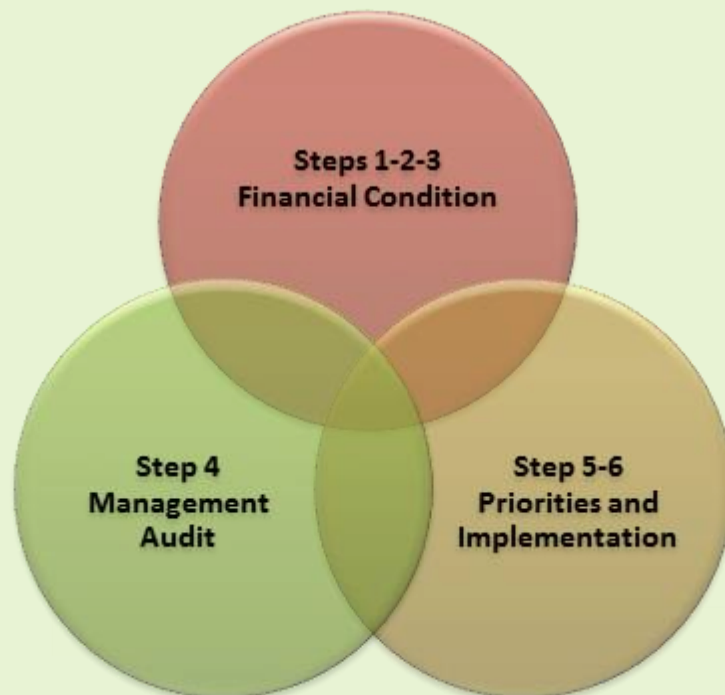 Steps 1-2-3
Financial Condition
Step 4
Management
Audit
Step 5-6
Priorities and
Implementation